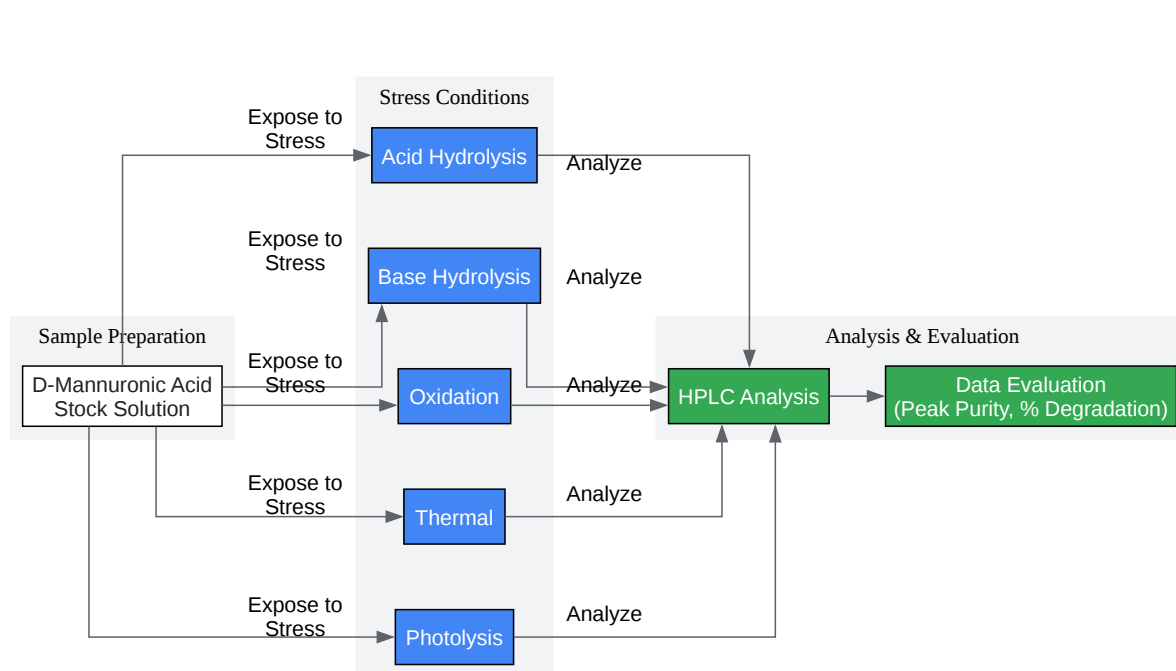 Stress Conditions
Expose to
Stress
Acid Hydrolysis
Analyze
Expose to
Stress
Base Hydrolysis
Analyze
Sample Preparation
D-Mannuronic Acid
Stock Solution
Expose to
Stress
Oxidation
Analyze
Analysis & Evaluation
HPLC Analysis
Data Evaluation
(Peak Purity, % Degradation)
Expose to
Stress
Thermal
Analyze
Expose to
Stress
Photolysis
Analyze